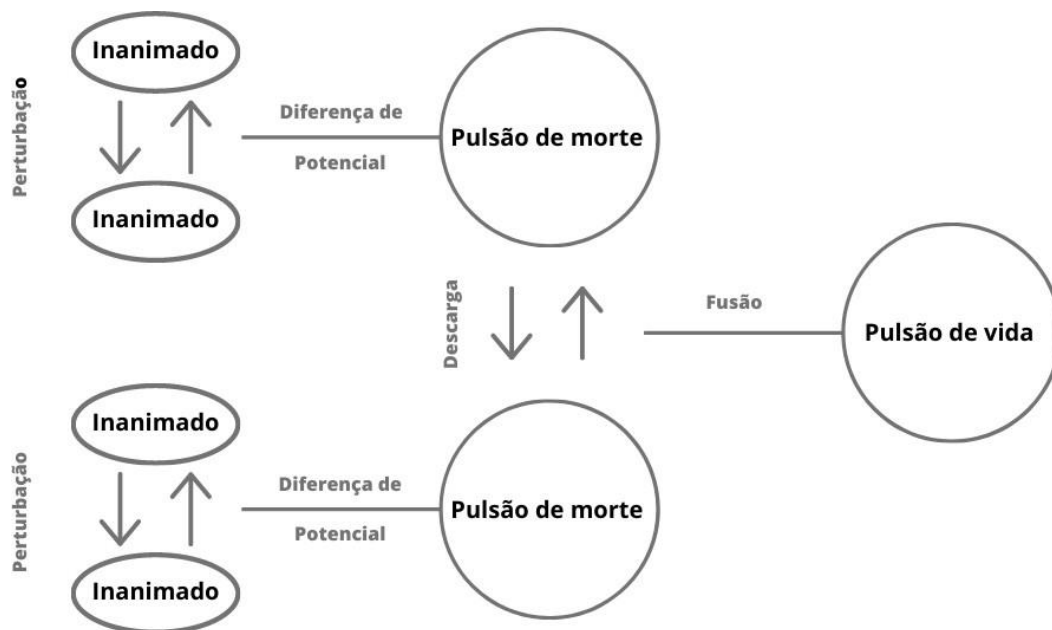 Inanimado
Perturbação
Inanimado
Diferença de
Potencial
Pulsão de morte
Descarga
Fusão
Pulsão de vida
Inanimado
Perturbação
Inanimado
Diferença de
Potencial
Pulsão de morte